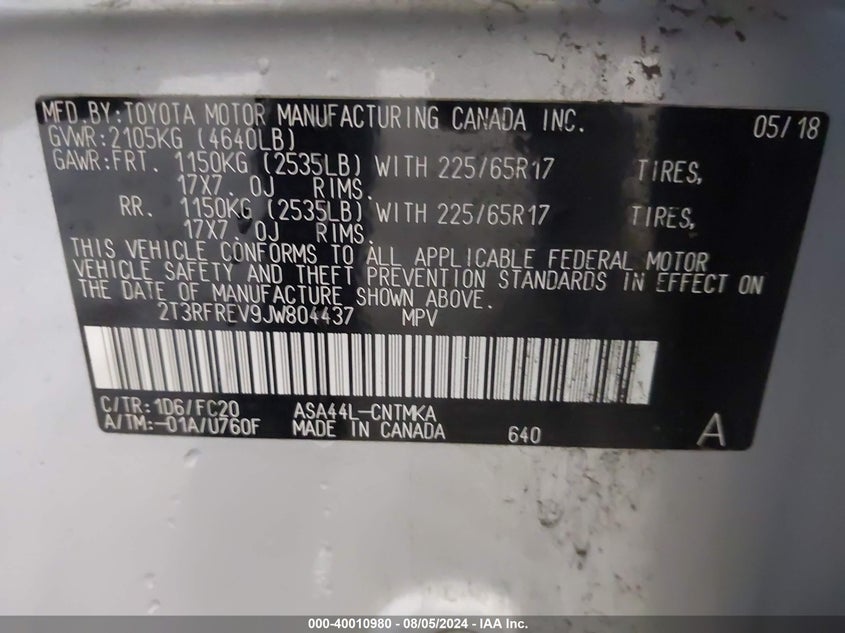 MFD.BY:TOYOTA MOTOR MANUFACTURING CANADA INC. 05/18
GVWR:2105KG (4640LB)
GAWR:FRT. 1150KG (2535LB) WITH 225/65R17 TIRES,
17X7.0J RIMS.
RR. 1150KG (2535LB) WITH 225/65R17 TIRES,
17X7.0J RIMS.
THIS VEHICLE CONFORMS TO ALL APPLICABLE FEDERAL MOTOR
VEHICLE SAFETY AND THEFT PREVENTION STANDARDS IN EFFECT ON
THE DATE OF MANUFACTURE SHOWN ABOVE.
2T3RFREV9JW804437 MPV
C/TR:1D6/FC20 ASA44L-CNTMKA
A/TM:-01A/U760F MADE IN CANADA 640 A
000-40010980 - 08/05/2024 - IAA Inc.